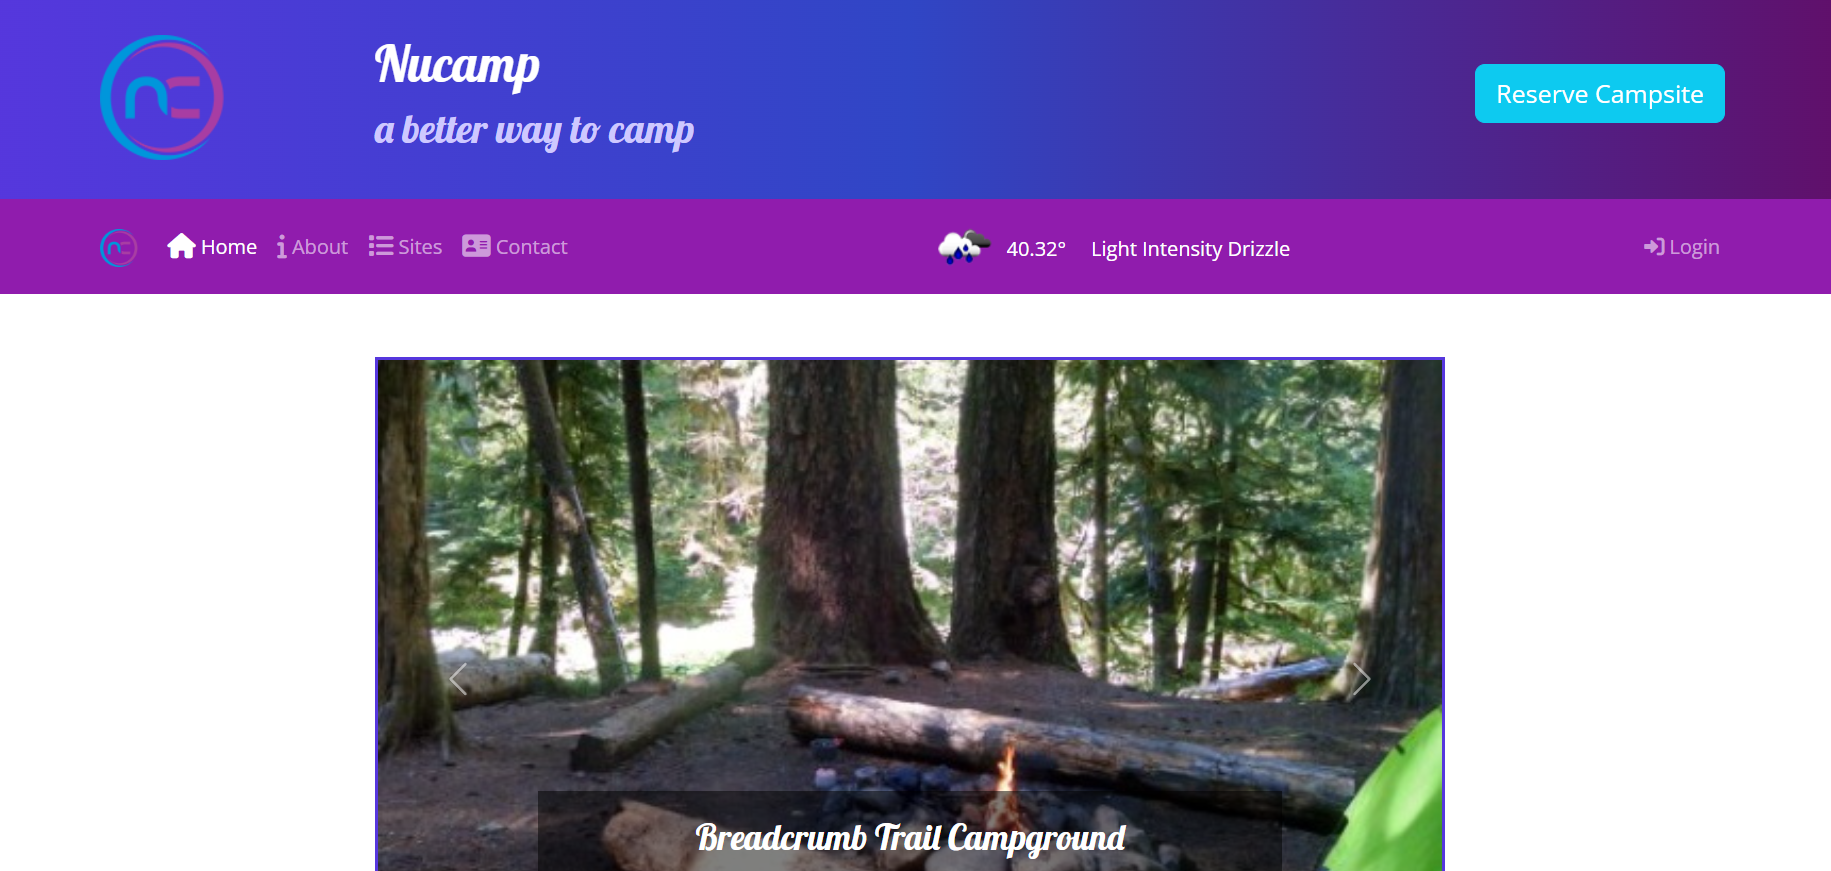 Nucamp
a better way to camp
Reserve Campsite
Home About Sites Contact 40.32° Light Intensity Drizzle Login
Breadcrumb Trail Campground